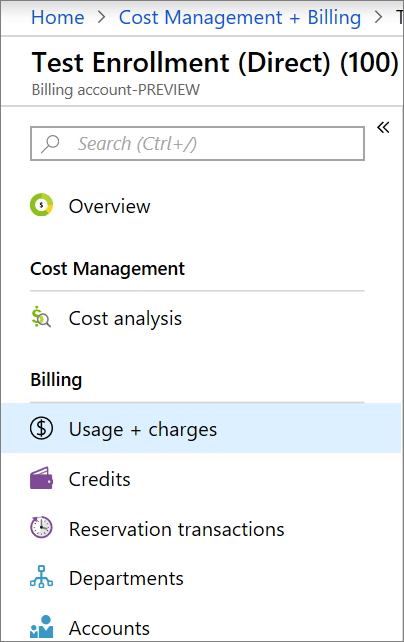 Home > Cost Management + Billing >
Test Enrollment (Direct) (100)
Billing account-PREVIEW
Search (Ctrl+/)
Overview
Cost Management
Cost analysis
Billing
Usage + charges
Credits
Reservation transactions
Departments
Accounts